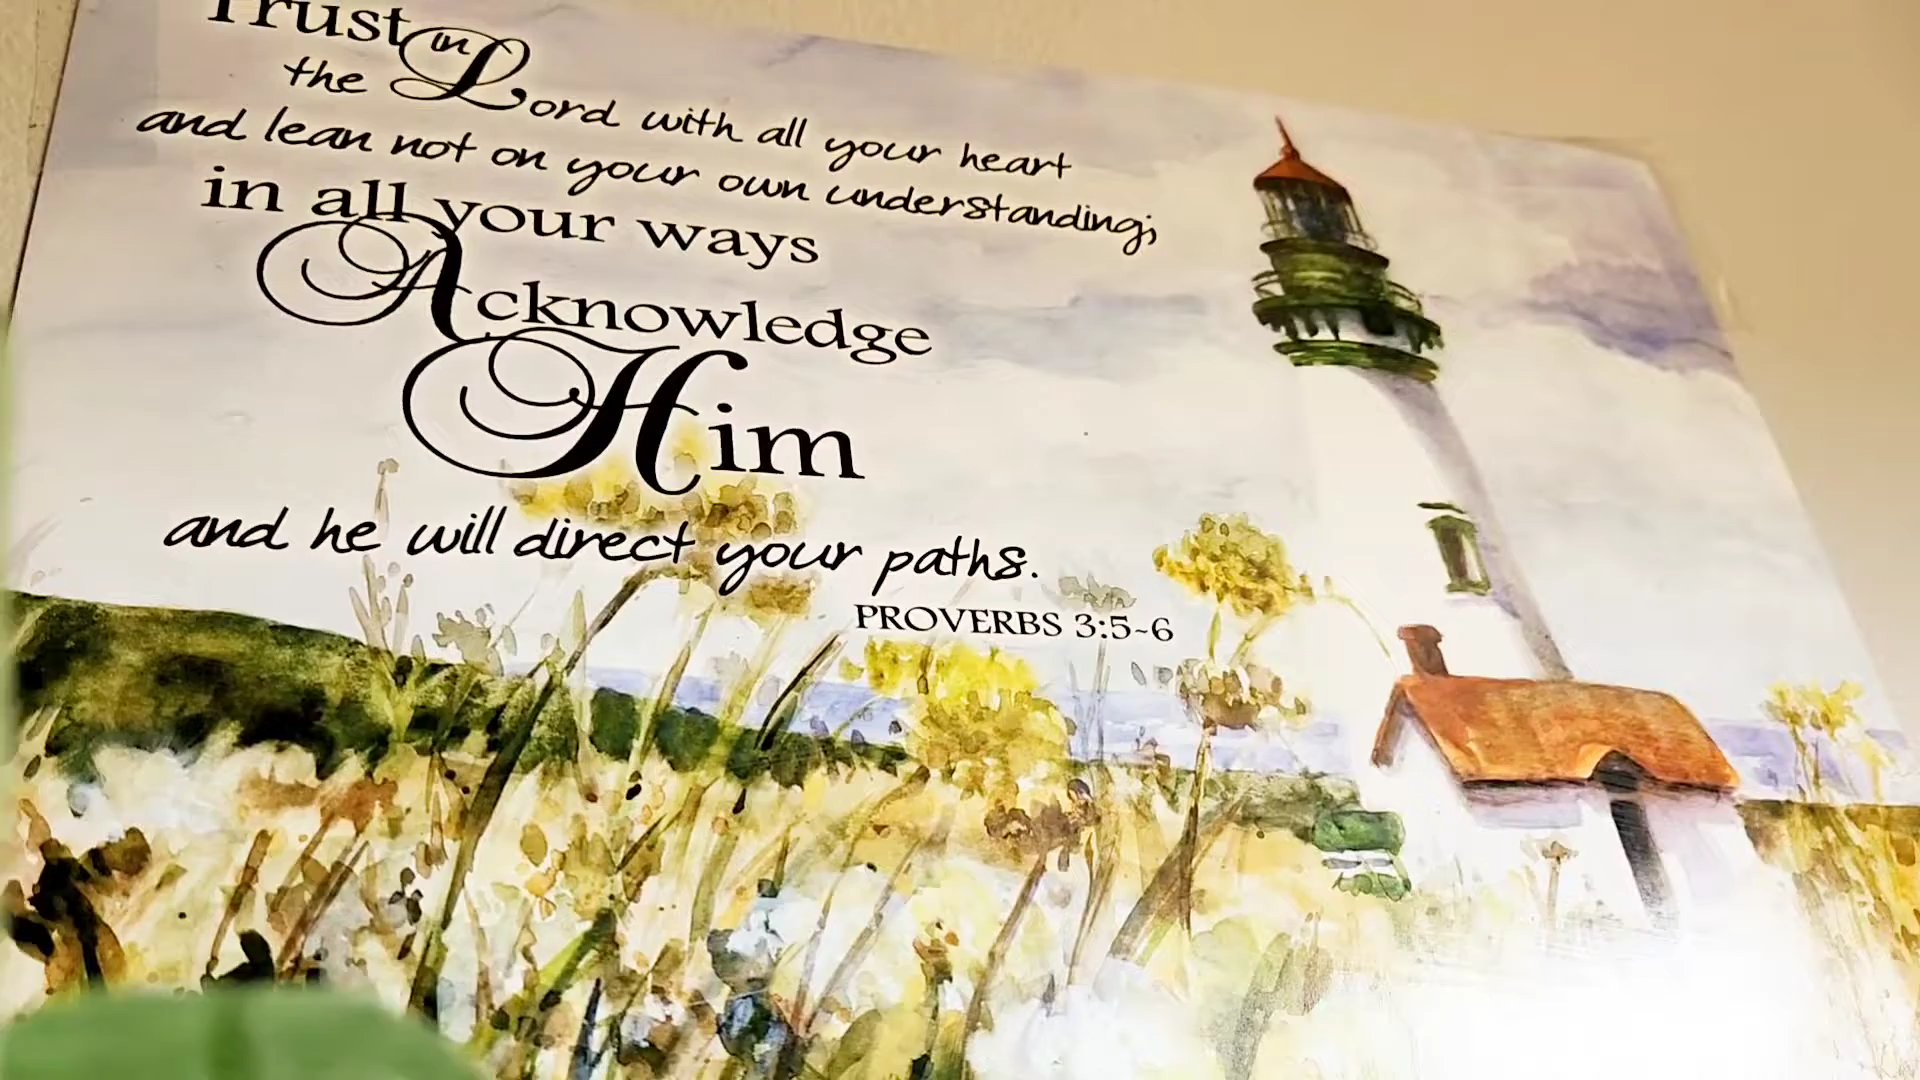 Trust in
the Lord with all your heart
and lean not on your own understanding;
in all your ways
Acknowledge
Him
and he will direct your paths.
PROVERBS 3:5-6